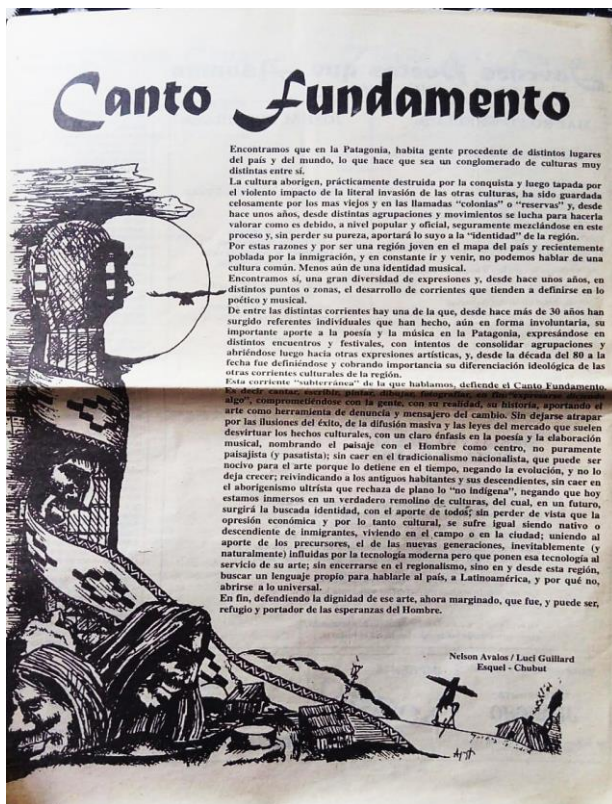 Canto Fundamento
Encontramos que en la Patagonia, habita gente procedente de distintos lugares
del país y del mundo, lo que hace que sea un conglomerado de culturas muy
distintas entre sí.
La cultura aborigen, prácticamente destruida por la conquista y luego tapada por
el violento impacto de la literal invasión de las otras culturas, ha sido guardada
celosamente por los mas viejos y en las llamadas "colonias" o "reservas" y, desde
hace unos años, desde distintas agrupaciones y movimientos se lucha para hacerla
valorar como es debido, a nivel popular y oficial, seguramente mezclándose en este
proceso y, sin perder su pureza, aportará lo suyo a la "identidad" de la región.
Por estas razones y por ser una región joven en el mapa del país y recientemente
poblada por la inmigración, y en constante ir y venir, no podemos hablar de una
cultura común. Menos aún de una identidad musical.
Encontramos sí, una gran diversidad de expresiones y, desde hace unos años, en
distintos puntos o zonas, el desarrollo de corrientes que tienden a definirse en lo
poético y musical.
De entre las distintas corrientes hay una de la que, desde hace más de 30 años han
surgido referentes individuales que han hecho, aún en forma involuntaria, su
importante aporte a la poesía y la música en la Patagonia, expresándose en
distintos encuentros y festivales, con intentos de consolidar agrupaciones y
abriéndose luego hacia otras expresiones artísticas, y, desde la década del 80 a la
fecha fue definiéndose y cobrando importancia su diferenciación ideológica de las
otras corrientes culturales de la región.
Esta corriente "subterránea" de la que hablamos, defiende el Canto Fundamento.
Es decir cantar, escribir, pintar, dibujar, fotografiar, en fin "expresarse diciendo
algo", comprometiéndose con la gente, con su realidad, su historia, aportando el
arte como herramienta de denuncia y mensajero del cambio. Sin dejarse atrapar
por las ilusiones del éxito, de la difusión masiva y las leyes del mercado que suelen
desvirtuar los hechos culturales, con un claro énfasis en la poesía y la elaboración
musical, nombrando el paisaje con el Hombre como centro, no puramente
paisajista (y pasatista); sin caer en el tradicionalismo nacionalista, que puede ser
nocivo para el arte porque lo detiene en el tiempo, negando la evolución, y no lo
deja crecer; reivindicando a los antiguos habitantes y sus descendientes, sin caer en
el aborigenismo ultrista que rechaza de plano lo "no indígena", negando que hoy
estamos inmersos en un verdadero remolino de culturas, del cual, en un futuro,
surgirá la buscada identidad, con el aporte de todos; sin perder de vista que la
opresión económica y por lo tanto cultural, se sufre igual siendo nativo o
descendiente de inmigrantes, viviendo en el campo o en la ciudad; uniendo al
aporte de los precursores, el de las nuevas generaciones, inevitablemente (y
naturalmente) influidas por la tecnología moderna pero que ponen esa tecnología al
servicio de su arte; sin encerrarse en el regionalismo, sino en y desde esta región,
buscar un lenguaje propio para hablarle al país, a Latinoamérica, y por qué no,
abrirse a lo universal.
En fin, defendiendo la dignidad de ese arte, ahora marginado, que fue, y puede ser,
refugio y portador de las esperanzas del Hombre.
Nelson Avalos / Luci Guillard
Esquel - Chubut